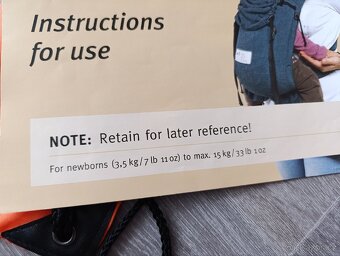 Instructions
for use
NOTE: Retain for later reference!
For newborns (3,5 kg/7 lb 11 oz) to max. 15 kg/33 lb 1 oz